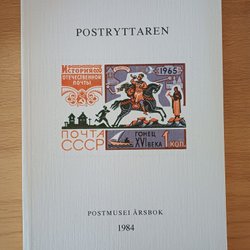 POSTRYTTAREN
ИСТОРИЯ
ОТЕЧЕСТВЕННОЙ
ПОЧТЫ
1965
ПОЧТА
СССР
ГОНЕЦ
XVI ВЕКА
1 КОП.
POSTMUSEI ÅRSBOK
1984